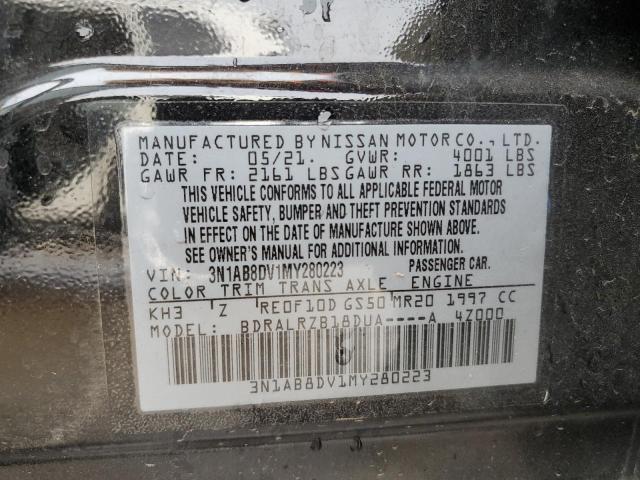 MANUFACTURED BY NISSAN MOTOR CO., LTD.
DATE: 05/21. GVWR: 4001 LBS
GAWR FR: 2161 LBS GAWR RR: 1863 LBS
THIS VEHICLE CONFORMS TO ALL APPLICABLE FEDERAL MOTOR
VEHICLE SAFETY, BUMPER AND THEFT PREVENTION STANDARDS
IN EFFECT ON THE DATE OF MANUFACTURE SHOWN ABOVE.
SEE OWNER'S MANUAL FOR ADDITIONAL INFORMATION.
VIN: 3N1AB8DV1MY280223 PASSENGER CAR.
COLOR TRIM TRANS AXLE ENGINE
KH3 Z RE0F10D GS50 MR20 1997 CC
MODEL: BDRALRZB18DUA----A 4Z000
3N1AB8DV1MY280223